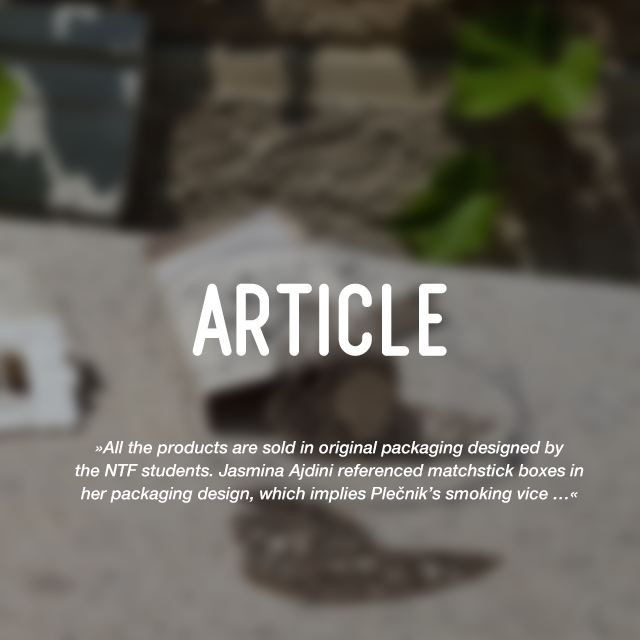 ARTICLE
»All the products are sold in original packaging designed by
the NTF students. Jasmina Ajdini referenced matchstick boxes in
her packaging design, which implies Plečnik’s smoking vice …«